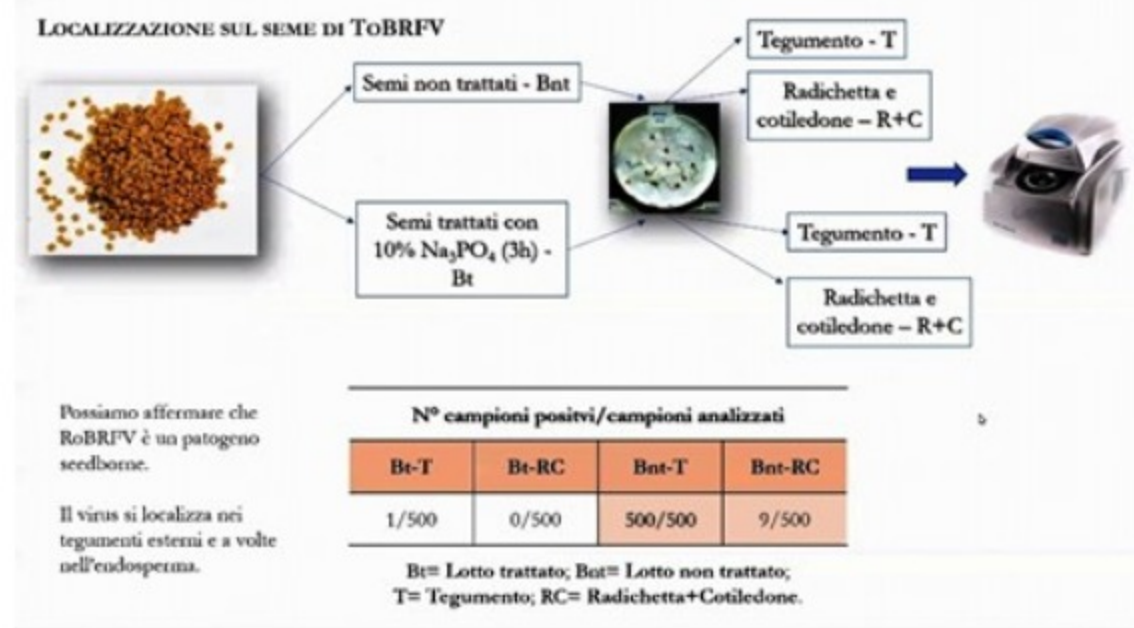 LOCALIZZAZIONE SUL SEME DI TOBRFV
Semi non trattati - Bnt
Tegumento - T
Radichetta e
cotiledone – R+C
Semi trattati con
10% Na₃PO₄ (3h) -
Bt
Tegumento - T
Radichetta e
cotiledone – R+C
Possiamo affermare che
RoBRFV è un patogeno
seedborne.
Il virus si localizza nei
tegumenti esterni e a volte
nell'endosperma.
N° campioni positvi/campioni analizzati
Bt-T Bt-RC Bnt-T Bnt-RC
1/500 0/500 500/500 9/500
Bt= Lotto trattato; Bnt= Lotto non trattato;
T= Tegumento; RC= Radichetta+Cotiledone.